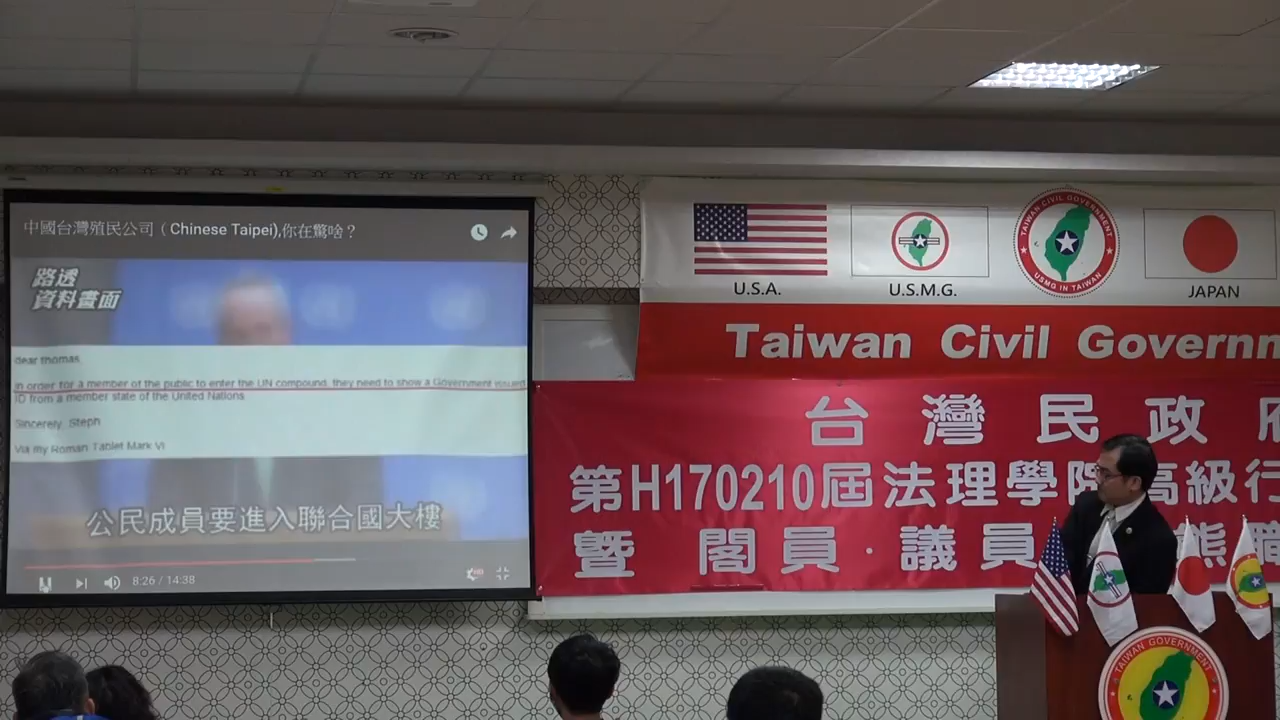 中國台灣殖民公司（Chinese Taipei),你在驚啥？
路透
資料畫面
dear thomas
in order for a member of the public to enter the UN compound, they need to show a Government issued
ID from a member state of the United Nations
Sincerely, Steph
Via my Roman Tablet Mark VI
公民成員要進入聯合國大樓
8:26 / 14:38
U.S.A.
U.S.M.G.
TAIWAN CIVIL GOVERNMENT
USMG IN TAIWAN
JAPAN
Taiwan Civil Governm
台灣民政府
第H170210屆法理學院高級行
暨 閣員·議員 熊職
TAIWAN GOVERNMENT